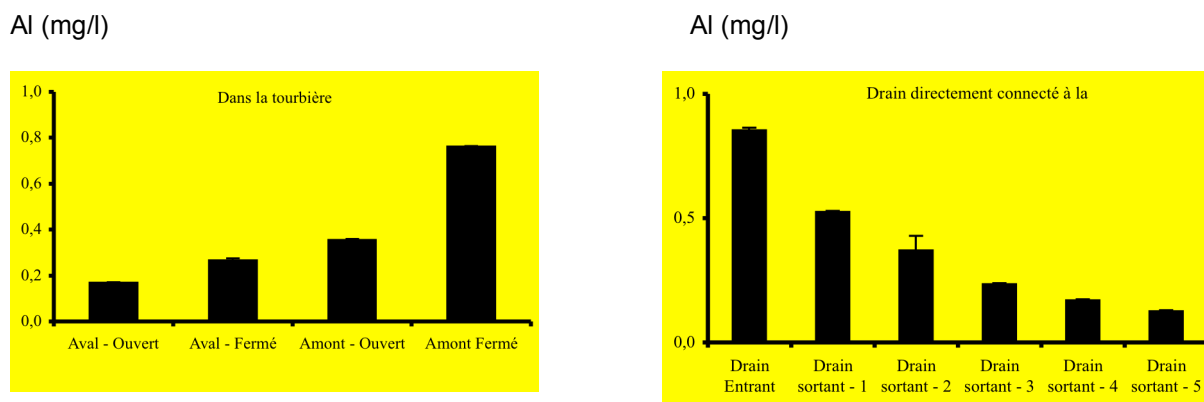 Al (mg/l)
Dans la tourbière
1,0
0,8
0,6
0,4
0,2
0,0
Aval - Ouvert Aval - Fermé Amont - Ouvert Amont Fermé
Al (mg/l)
Drain directement connecté à la
1,0
0,5
0,0
Drain Drain Drain Drain Drain Drain
Entrant sortant - 1 sortant - 2 sortant - 3 sortant - 4 sortant - 5